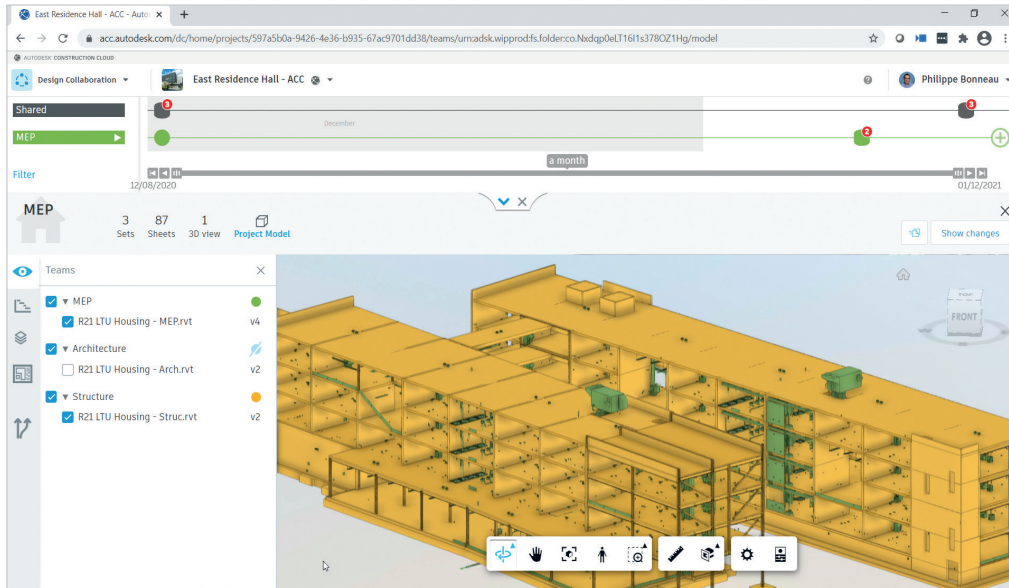 East Residence Hall - ACC - Auto
acc.autodesk.com/dc/home/projects/597a5b0a-9426-4e36-b935-67ac9701dd38/teams/urn:adsk.wipprod:fs.folder:co.Nxdqp0eLT16I1s378OZ1Hg/model
AUTODESK CONSTRUCTION CLOUD
Design Collaboration
East Residence Hall - ACC
Philippe Bonneau
Shared
3
3
December
MEP
2
Filter
a month
12/08/2020
01/12/2021
MEP
3
87
1
Sets
Sheets
3D view
Project Model
Show changes
Teams
MEP
R21 LTU Housing - MEP.rvt
v4
Architecture
R21 LTU Housing - Arch.rvt
v2
Structure
R21 LTU Housing - Struc.rvt
v2
FRONT